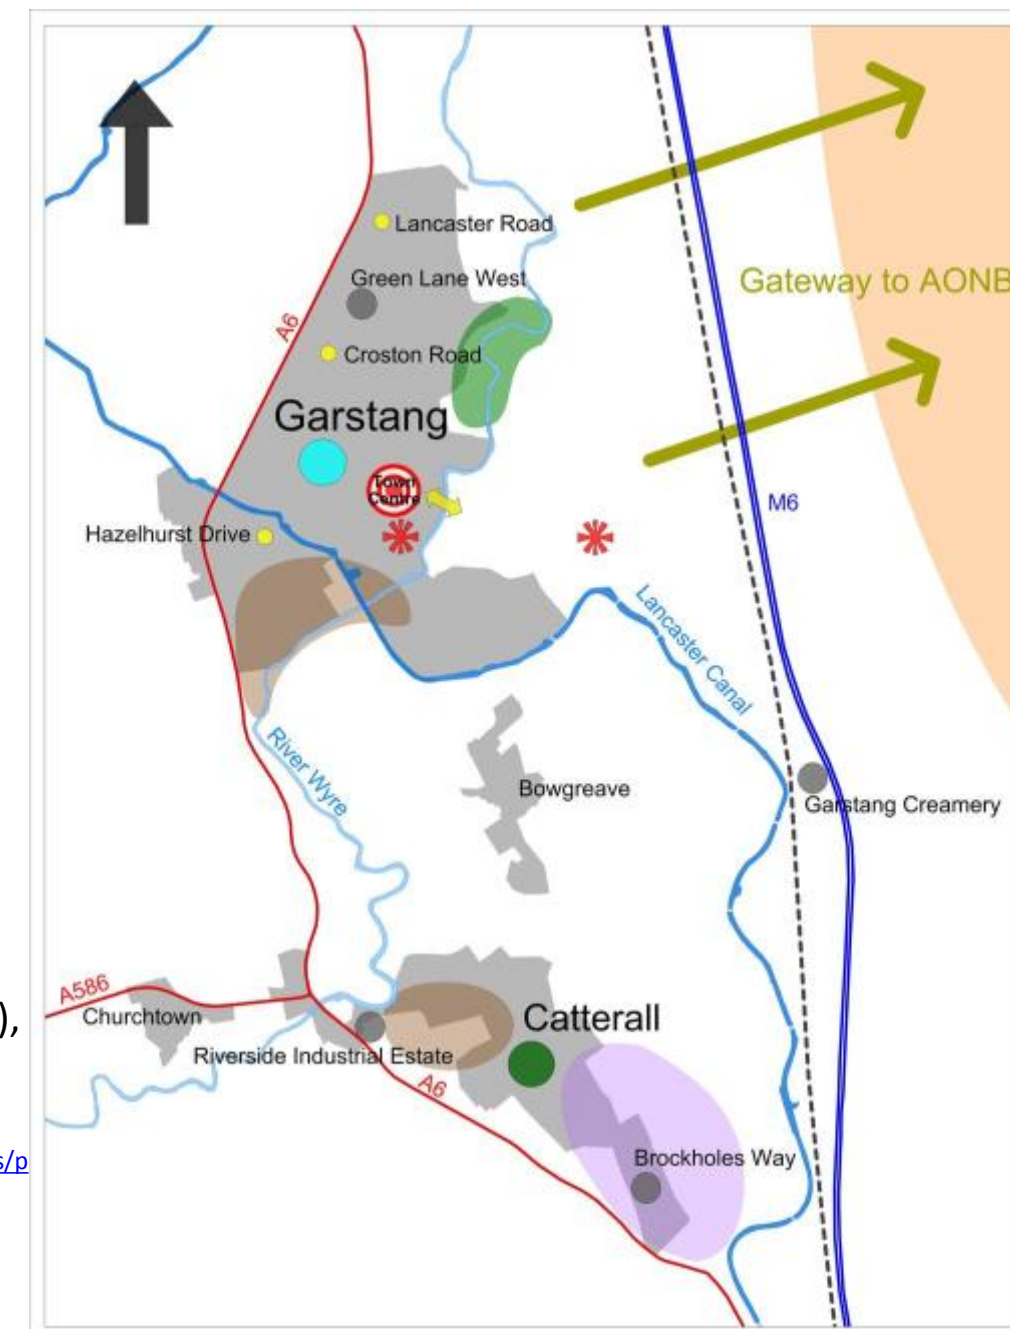 Lancaster Road
Green Lane West
A6
Gateway to AONB
Croston Road
Garstang
Town
Centre
M6
Hazelhurst Drive
Lancaster Canal
River Wyre
Bowgreave
Garstang Creamery
A586
),
Churchtown
Catterall
Riverside Industrial Estate
A6
s/p
Brockholes Way